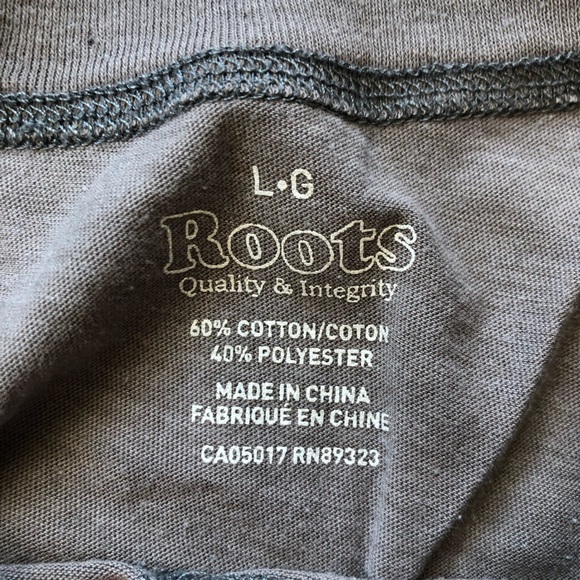 L•G
Roots
Quality & Integrity
60% COTTON/COTON
40% POLYESTER
MADE IN CHINA
FABRIQUÉ EN CHINE
CA05017 RN89323